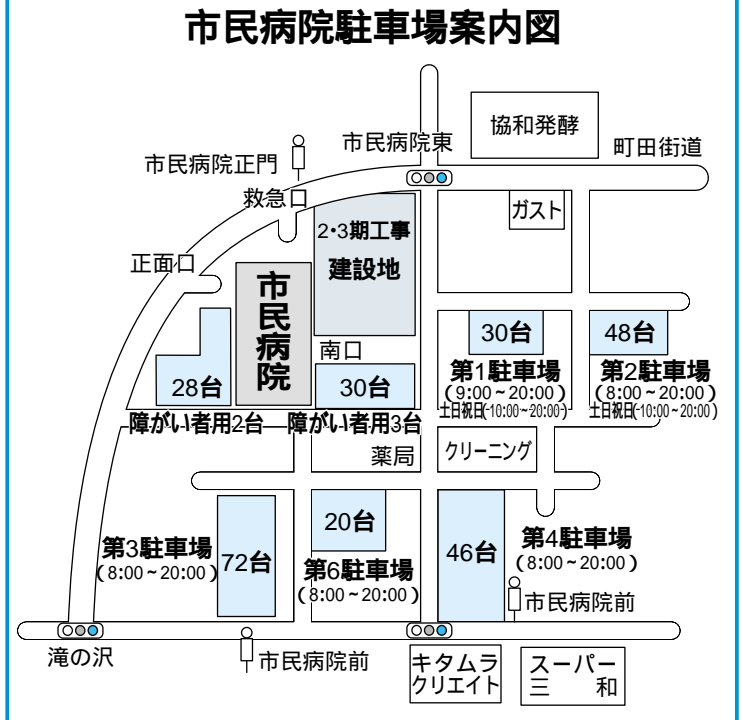 市民病院駐車場案内図
協和発酵
市民病院東
町田街道
市民病院正門
救急口
ガスト
2・3期工事
建設地
正面口
市民病院
南口
30台
48台
28台
30台
第1駐車場
(9:00~20:00)
土日祝日(-10:00~20:00)
第2駐車場
(8:00~20:00)
土日祝日(-10:00~20:00)
障がい者用2台
障がい者用3台
薬局
クリーニング
第3駐車場
(8:00~20:00)
72台
20台
第6駐車場
(8:00~20:00)
46台
第4駐車場
(8:00~20:00)
市民病院前
滝の沢
市民病院前
キタムラ
クリエイト
スーパー
三 和